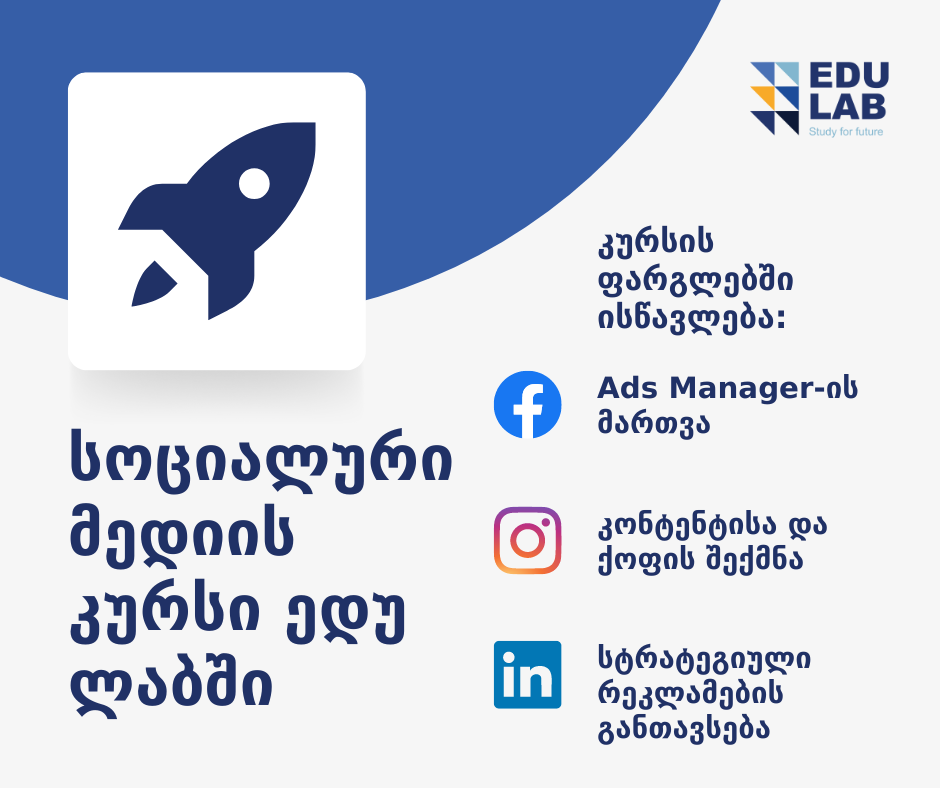 EDU
LAB
Study for future
სოციალური
მედიის
კურსი ედუ
ლაბში
კურსის
ფარგლებში
ისწავლება:
Ads Manager-ის
მართვა
კონტენტისა და
ქოფის შექმნა
სტრატეგიული
რეკლამების
განთავსება